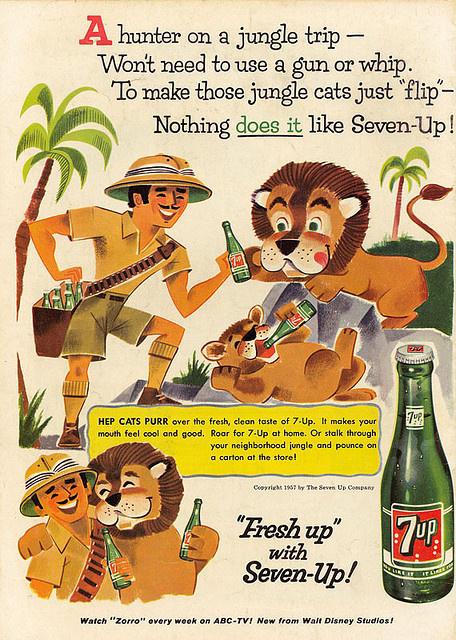 A hunter on a jungle trip —
Won't need to use a gun or whip.
To make those jungle cats just "flip"—
Nothing does it like Seven-Up!
7up
HEP CATS PURR over the fresh, clean taste of 7-Up. It makes your
mouth feel cool and good. Roar for 7-Up at home. Or stalk through
your neighborhood jungle and pounce on
a carton at the store!
Copyright 1957 by The Seven Up Company
"Fresh up"
with
Seven-Up!
7up
7up
Watch "Zorro" every week on ABC-TV! New from Walt Disney Studios!